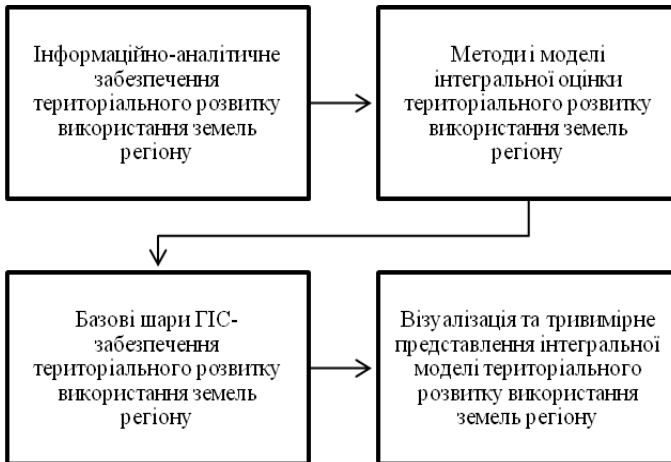 Інформаційно-аналітичне
забезпечення
територіального розвитку
використання земель
регіону
Методи і моделі
інтегральної оцінки
територіального розвитку
використання земель
регіону
Базові шари ГІС-
забезпечення
територіального розвитку
використання земель
регіону
Візуалізація та тривимірне
представлення інтегральної
моделі територіального
розвитку використання
земель регіону